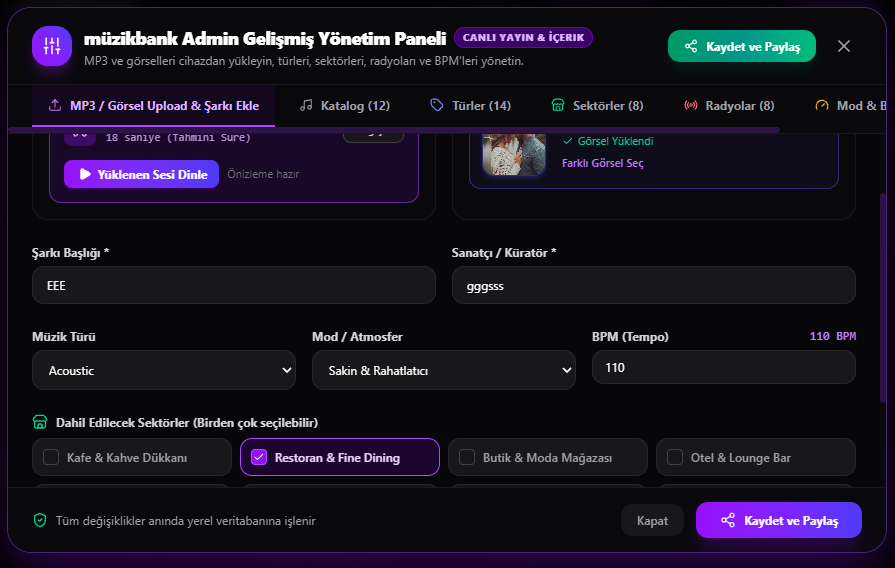 müzikbank Admin Gelişmiş Yönetim Paneli
CANLI YAYIN & İÇERİK
MP3 ve görselleri cihazdan yükleyin, türleri, sektörleri, radyoları ve BPM'leri yönetin.
Kaydet ve Paylaş
MP3 / Görsel Upload & Şarkı Ekle
Katalog (12)
Türler (14)
Sektörler (8)
Radyolar (8)
Mod & B
18 saniye (Tahmini Süre)
Yüklenen Sesi Dinle
Önizleme hazır
Görsel Yüklendi
Farklı Görsel Seç
Şarkı Başlığı *
Sanatçı / Küratör *
EEE
gggsss
Müzik Türü
Mod / Atmosfer
BPM (Tempo)
110 BPM
Acoustic
Sakin & Rahatlatıcı
110
Dahil Edilecek Sektörler (Birden çok seçilebilir)
Kafe & Kahve Dükkanı
Restoran & Fine Dining
Butik & Moda Mağazası
Otel & Lounge Bar
Tüm değişiklikler anında yerel veritabanına işlenir
Kapat
Kaydet ve Paylaş